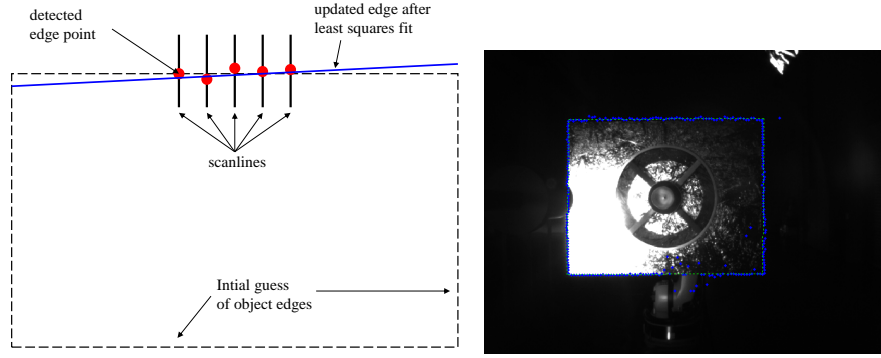 detected
edge point
updated edge after
least squares fit
scanlines
Intial guess
of object edges